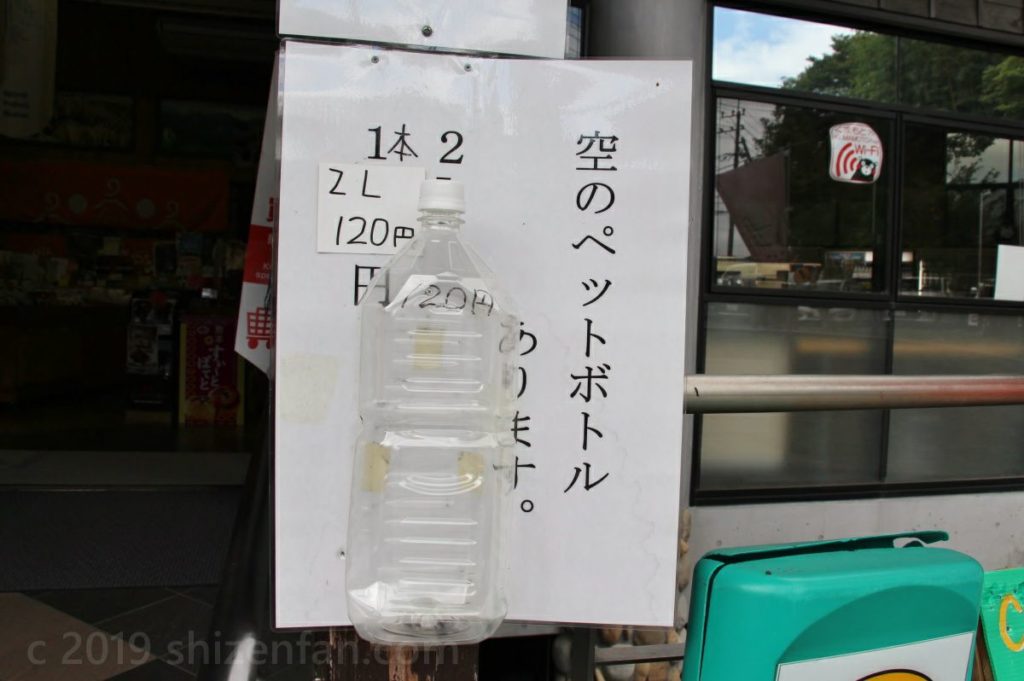 空のペットボトル
あります。
2
1本
円
2L
120円
120円
Wi-Fi
c 2019 shizenfan.com